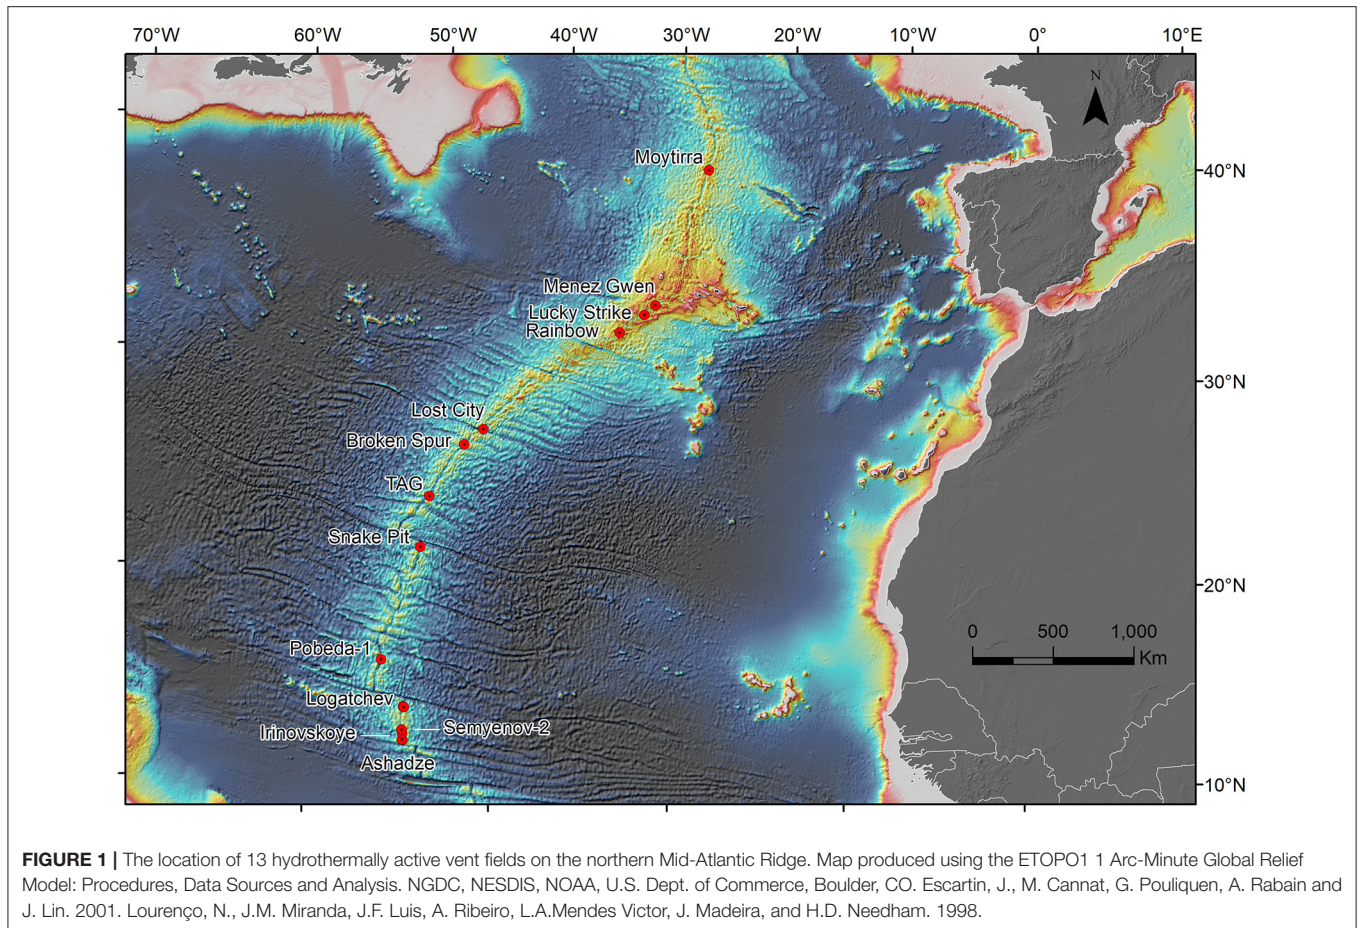 70°W 60°W 50°W 40°W 30°W 20°W 10°W 0° 10°E
N
Moytirra
40°N
Menez Gwen
Lucky Strike
Rainbow
30°N
Lost City
Broken Spur
TAG
Snake Pit
20°N
0 500 1,000
Km
Pobeda-1
Logatchev
Irinovskoye Semyenov-2
Ashadze
10°N
FIGURE 1 | The location of 13 hydrothermally active vent fields on the northern Mid-Atlantic Ridge. Map produced using the ETOPO1 1 Arc-Minute Global Relief
Model: Procedures, Data Sources and Analysis. NGDC, NESDIS, NOAA, U.S. Dept. of Commerce, Boulder, CO. Escartin, J., M. Cannat, G. Pouliquen, A. Rabain and
J. Lin. 2001. Lourenço, N., J.M. Miranda, J.F. Luis, A. Ribeiro, L.A.Mendes Victor, J. Madeira, and H.D. Needham. 1998.